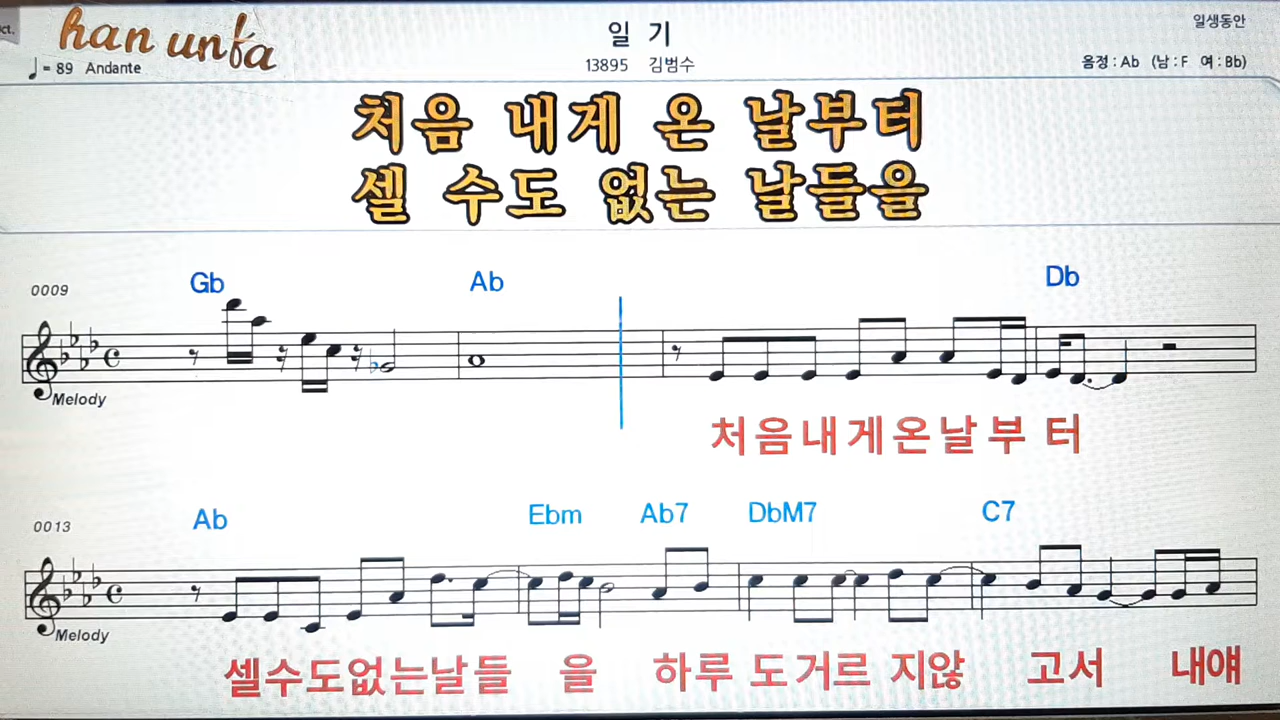 ct.
han unfa
일 기
일생동안
♩= 89 Andante
13895 김범수
음정 : Ab (남 : F 여 : Bb)
처음 내게 온 날부터
셀 수도 없는 날들을
0009
Gb Ab Db
Melody
처음내게온날부 터
0013
Ab Ebm Ab7 DbM7 C7
Melody
셀수도없는날들 을 하루 도거르 지않 고서 내얘